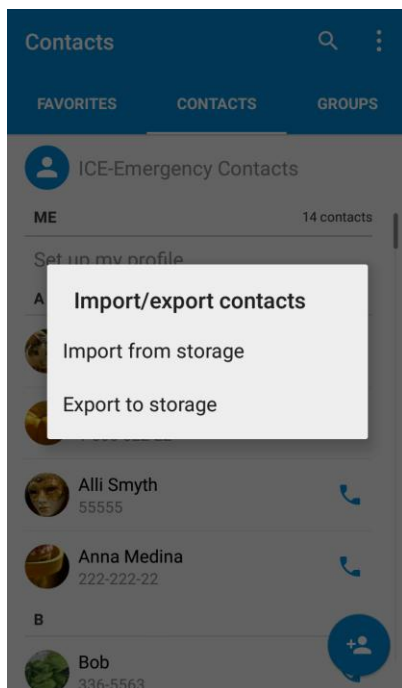 Contacts
FAVORITES CONTACTS GROUPS
ICE-Emergency Contacts
ME 14 contacts
Set up my profile
A
Import/export contacts
Import from storage
Export to storage
Alli Smyth
55555
Anna Medina
222-222-22
B
Bob
336-5563